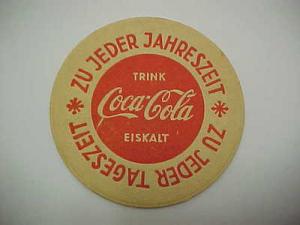 ZU JEDER JAHRESZEIT
TRINK
Coca-Cola
EISKALT
ZU JEDER TAGESZEIT